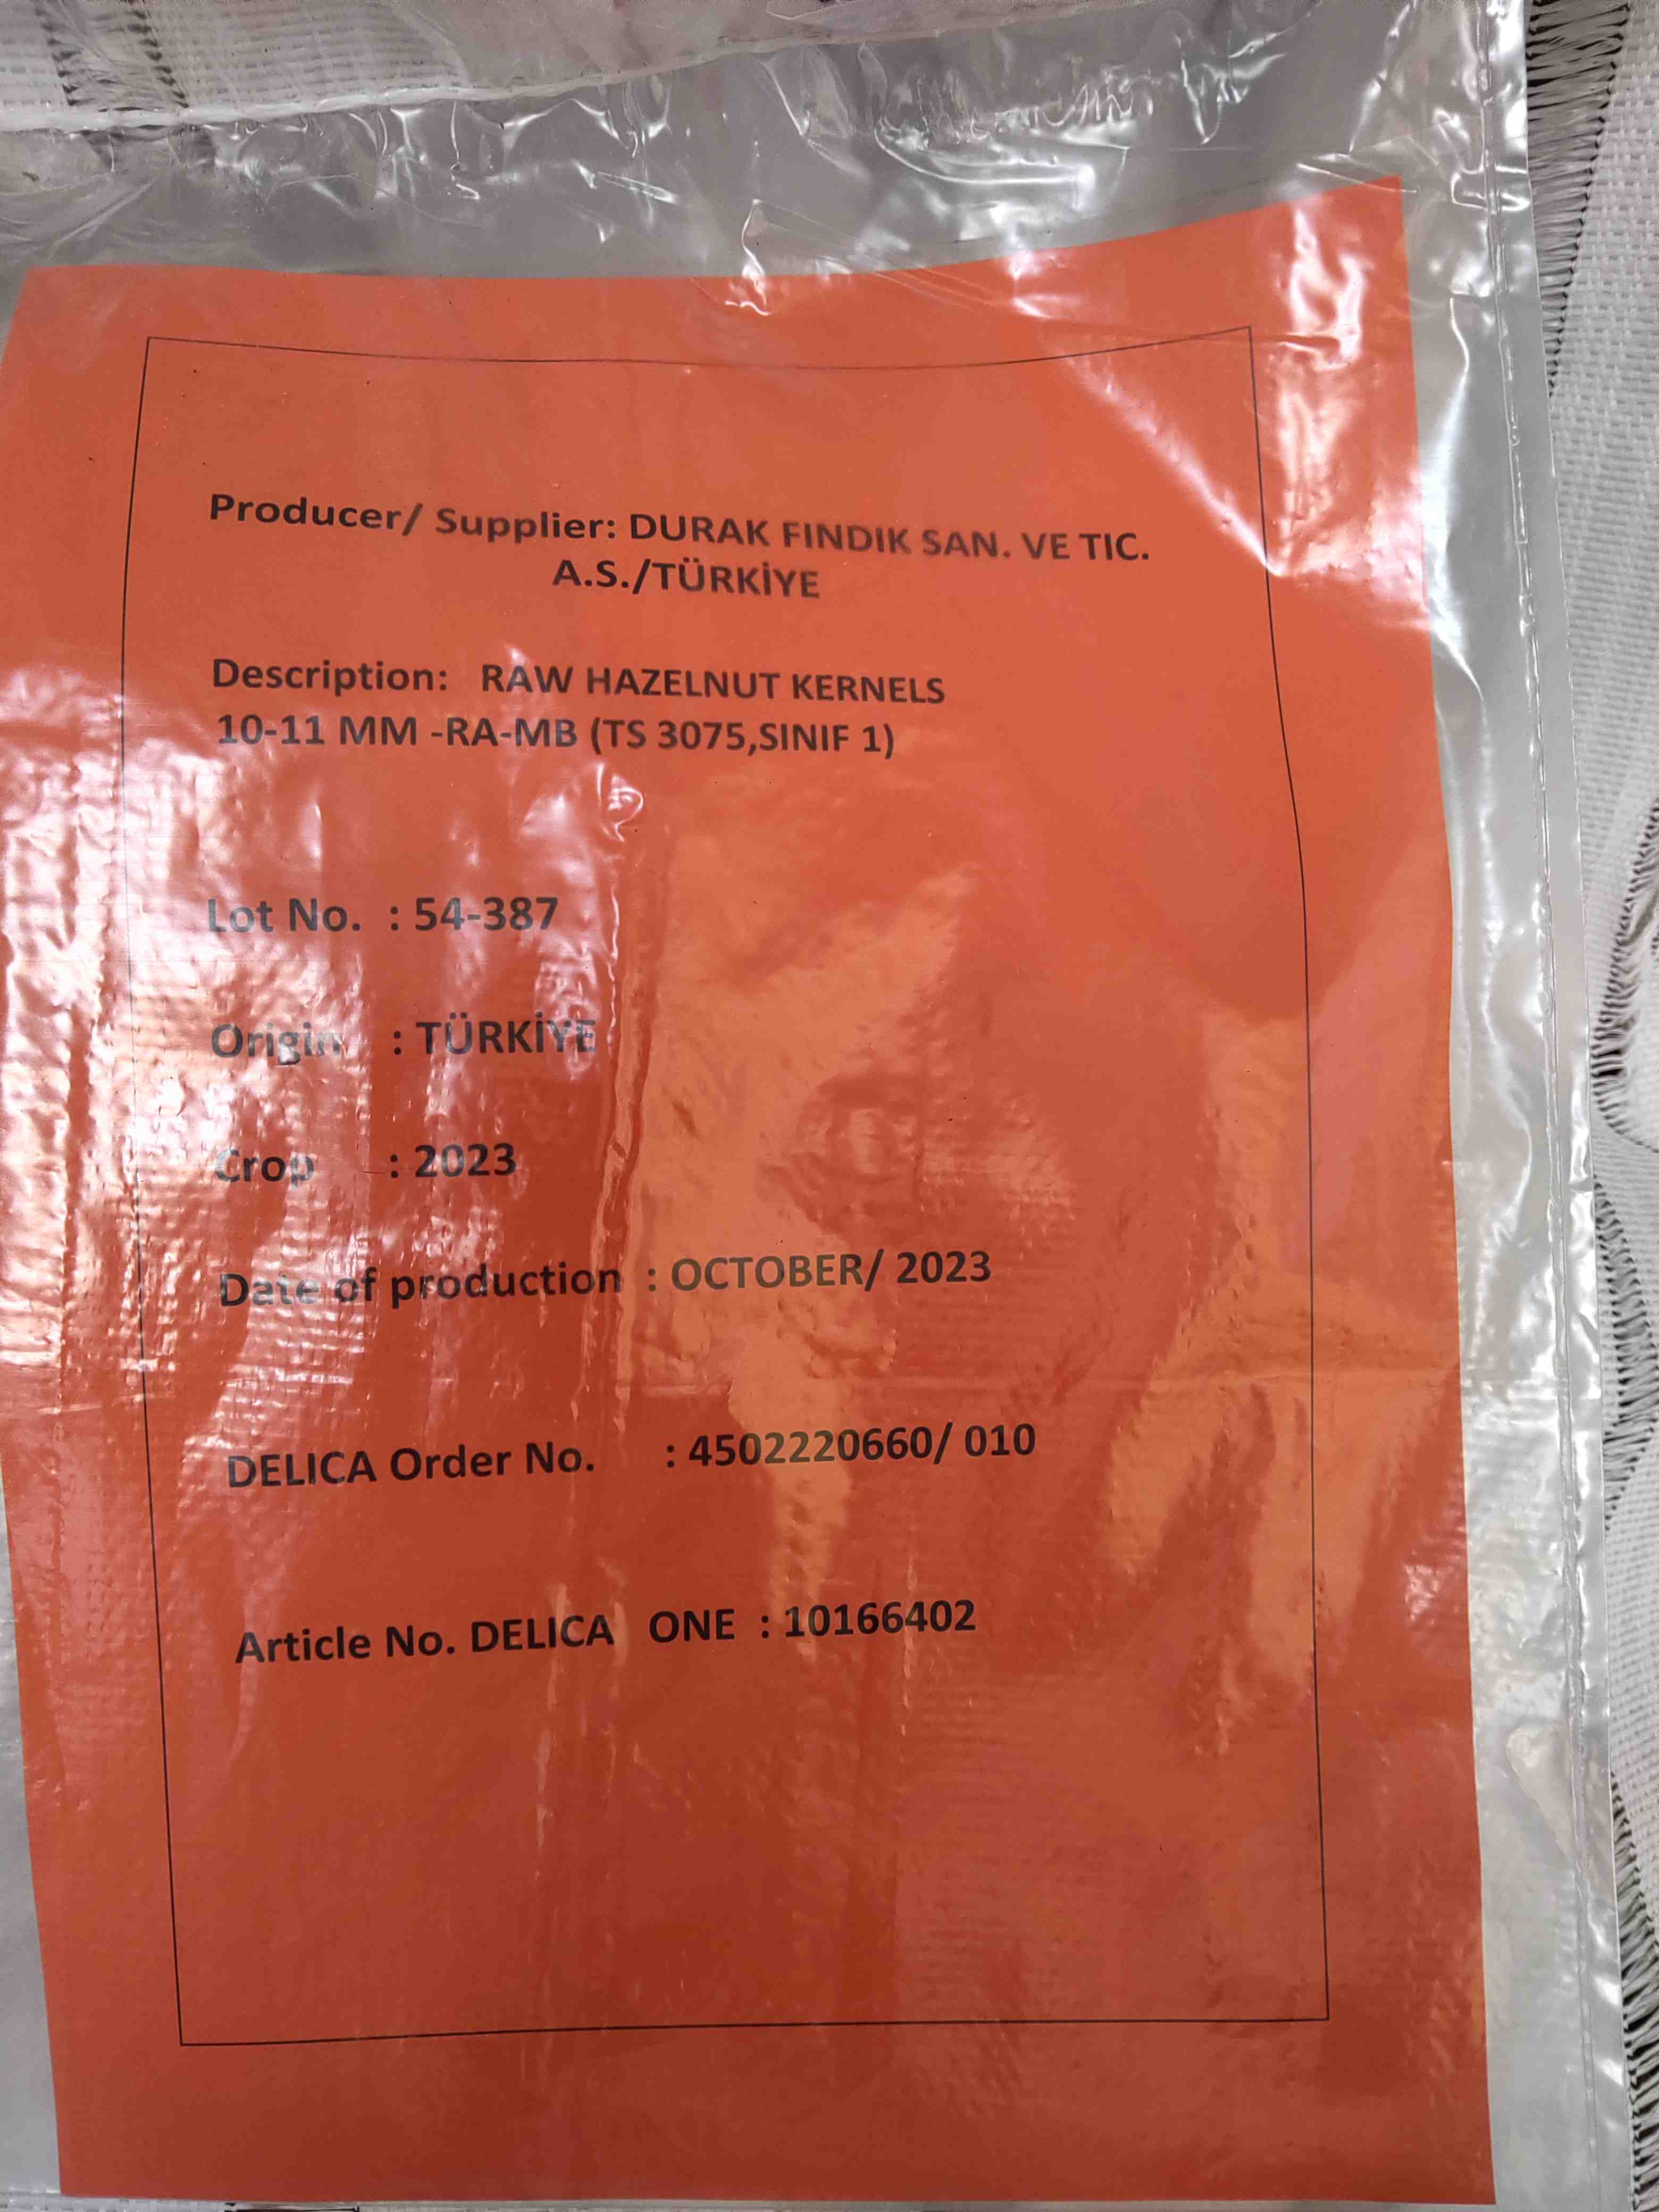 Producer/ Supplier: DURAK FINDIK SAN. VE TIC.
A.S./TÜRKİYE
Description: RAW HAZELNUT KERNELS
10-11 MM -RA-MB (TS 3075,SINIF 1)
Lot No. : 54-387
Origin : TÜRKİYE
Crop : 2023
Date of production : OCTOBER/ 2023
DELICA Order No. : 4502220660/ 010
Article No. DELICA ONE : 10166402